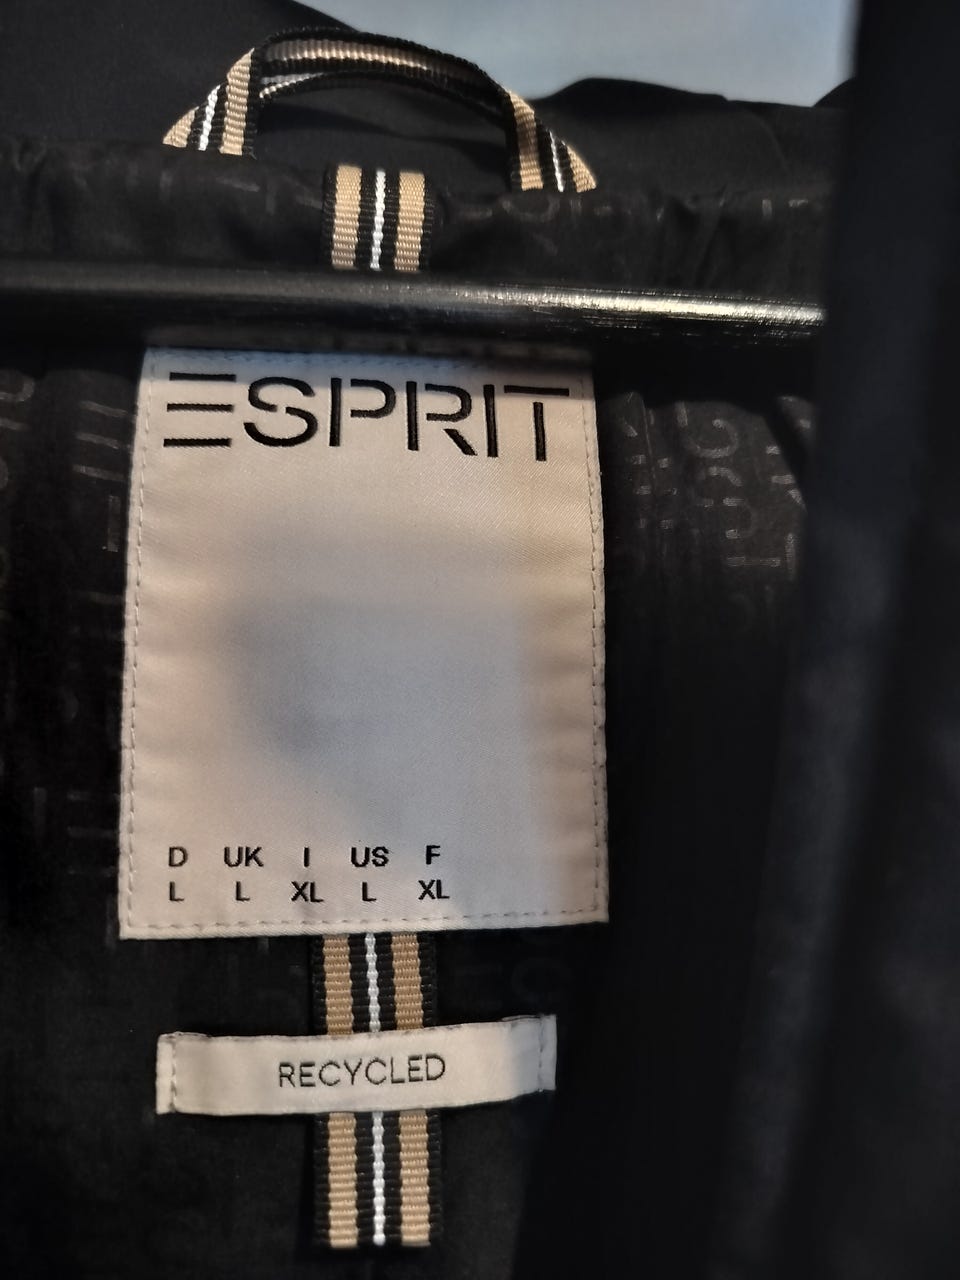 ESPRIT
D UK I US F
L L XL L XL
RECYCLED